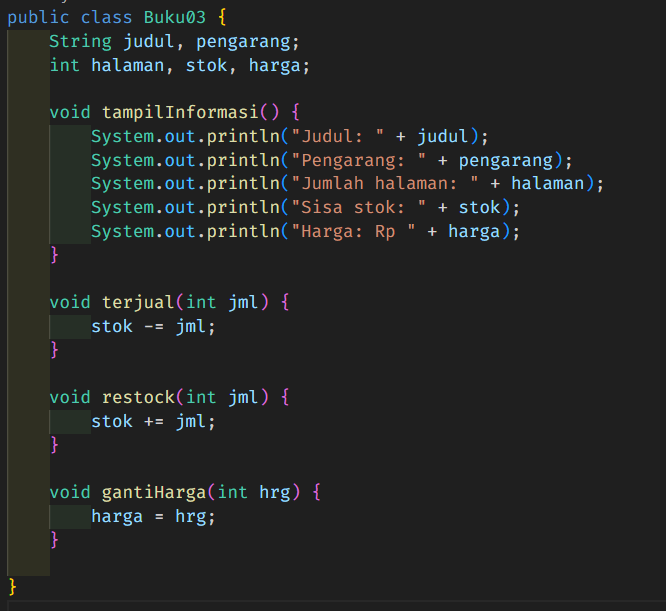 public class Buku03 {
    String judul, pengarang;
    int halaman, stok, harga;

    void tampilInformasi() {
        System.out.println("Judul: " + judul);
        System.out.println("Pengarang: " + pengarang);
        System.out.println("Jumlah halaman: " + halaman);
        System.out.println("Sisa stok: " + stok);
        System.out.println("Harga: Rp " + harga);
    }

    void terjual(int jml) {
        stok -= jml;
    }

    void restock(int jml) {
        stok += jml;
    }

    void gantiHarga(int hrg) {
        harga = hrg;
    }

}